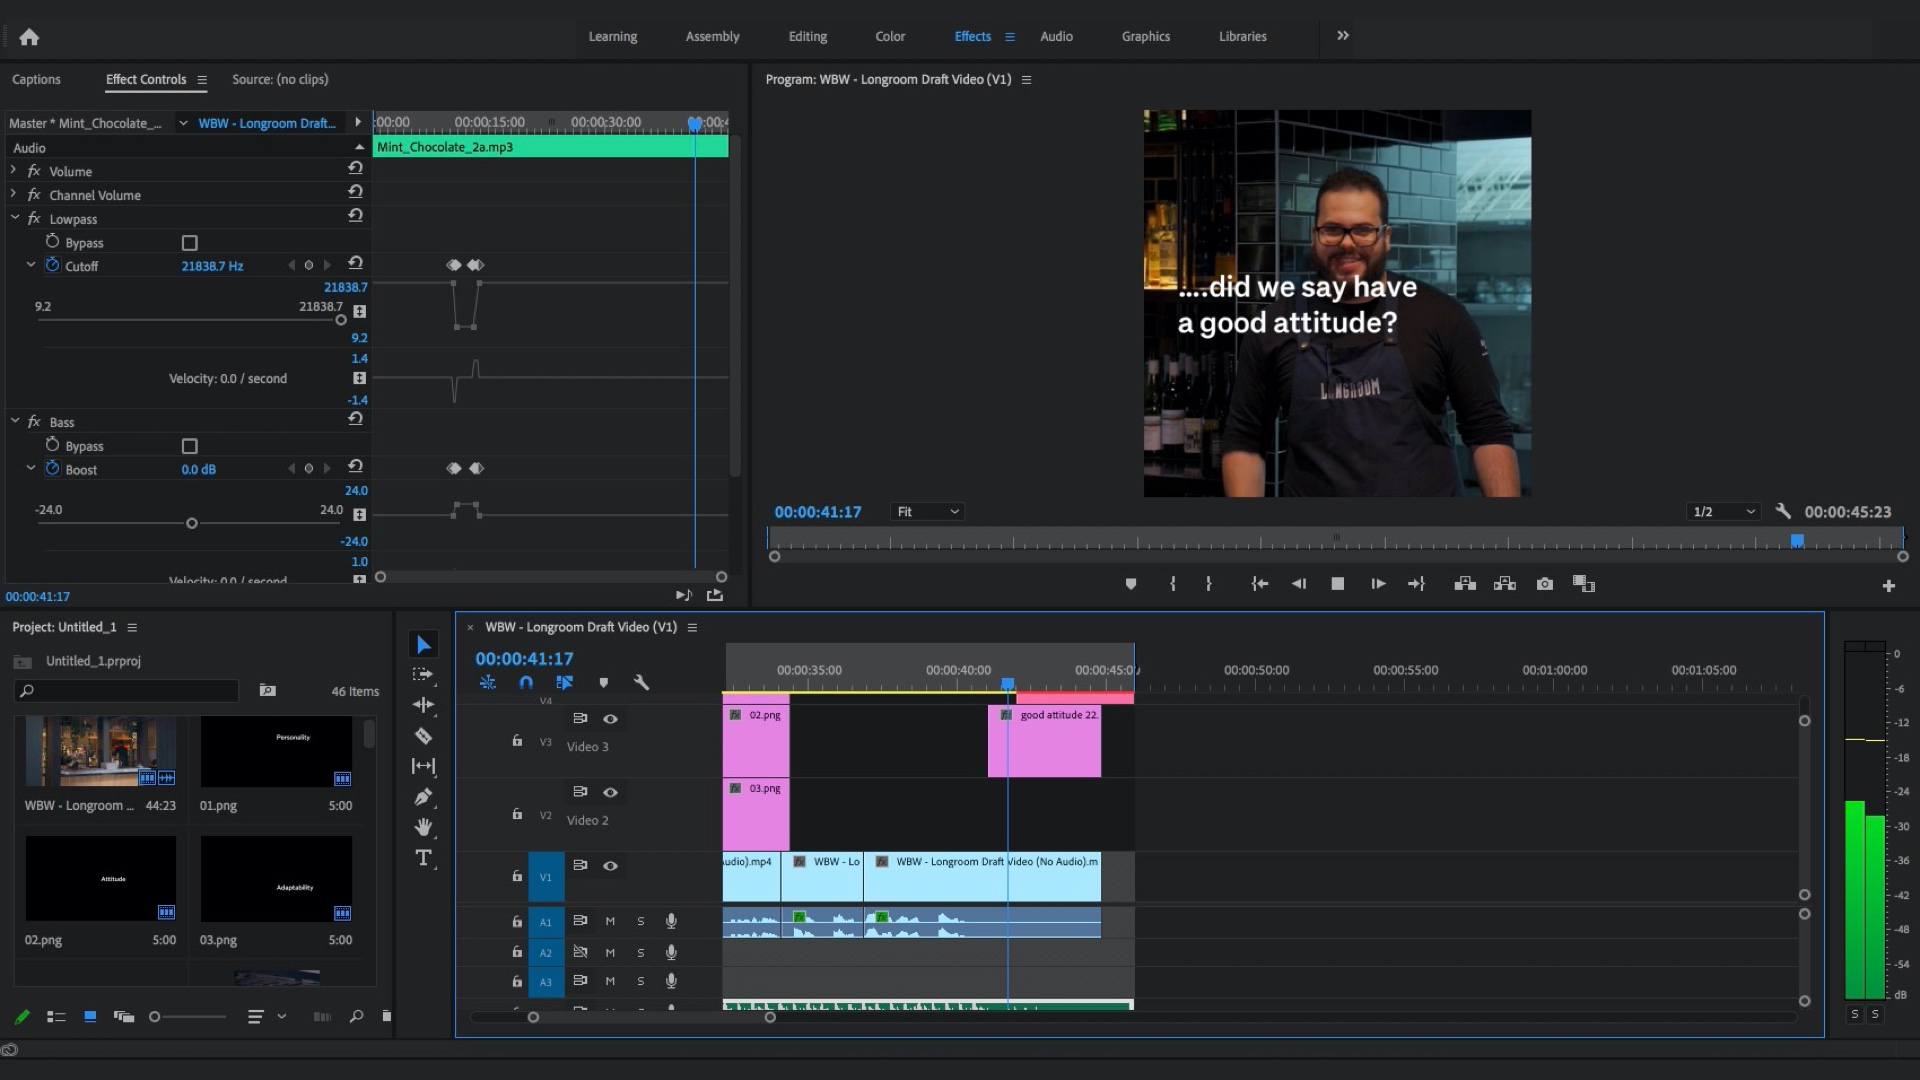 Learning Assembly Editing Color Effects Audio Graphics Libraries
Captions Effect Controls Source: (no clips)
Program: WBW - Longroom Draft Video (V1)
Master * Mint_Chocolate_... WBW - Longroom Draft...
:00:00 00:00:15:00 00:00:30:00
Audio
Mint_Chocolate_2a.mp3
fx Volume
fx Channel Volume
fx Lowpass
Bypass
Cutoff 21838.7 Hz
21838.7
9.2 21838.7
9.2
1.4
Velocity: 0.0 / second
-1.4
fx Bass
Bypass
Boost 0.0 dB
24.0
-24.0 24.0
-24.0
1.0
Velocity: 0.0 / second
00:00:41:17
....did we say have
a good attitude?
LONGROOM
00:00:41:17 Fit 1/2 00:00:45:23
Project: Untitled_1
Untitled_1.prproj
46 Items
Personality
WBW - Longroom ... 44:23
01.png 5:00
Attitude
Adaptability
02.png 5:00
03.png 5:00
WBW - Longroom Draft Video (V1)
00:00:41:17
00:00:35:00 00:00:40:00 00:00:45:00 00:00:50:00 00:00:55:00 00:01:00:00 00:01:05:00
V4
fx 02.png
fx good attitude 22.
V3 Video 3
fx 03.png
V2 Video 2
udio).mp4 fx WBW - Lo fx WBW - Longroom Draft Video (No Audio).m
V1
A1 M S
A2 M S
A3 M S
0
-6
-12
-18
-24
-30
-36
-42
-48
-54
dB
S S